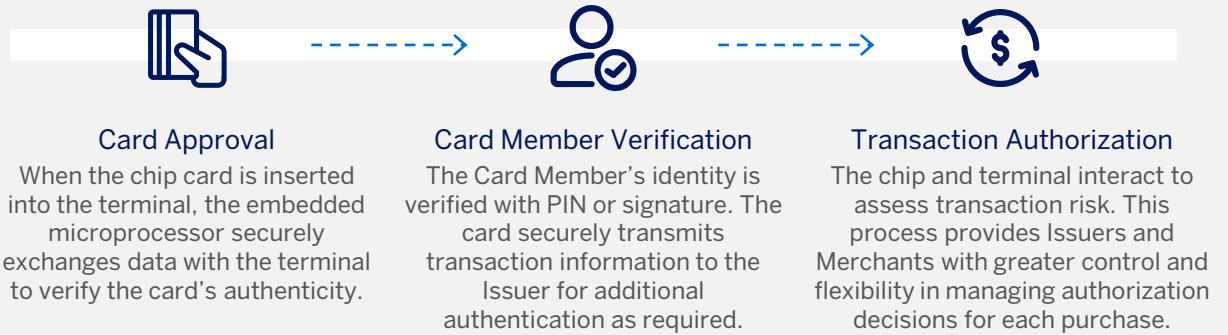 $
Card Approval
When the chip card is inserted
into the terminal, the embedded
microprocessor securely
exchanges data with the terminal
to verify the card's authenticity.
Card Member Verification
The Card Member's identity is
verified with PIN or signature. The
card securely transmits
transaction information to the
Issuer for additional
authentication as required.
Transaction Authorization
The chip and terminal interact to
assess transaction risk. This
process provides Issuers and
Merchants with greater control and
flexibility in managing authorization
decisions for each purchase.